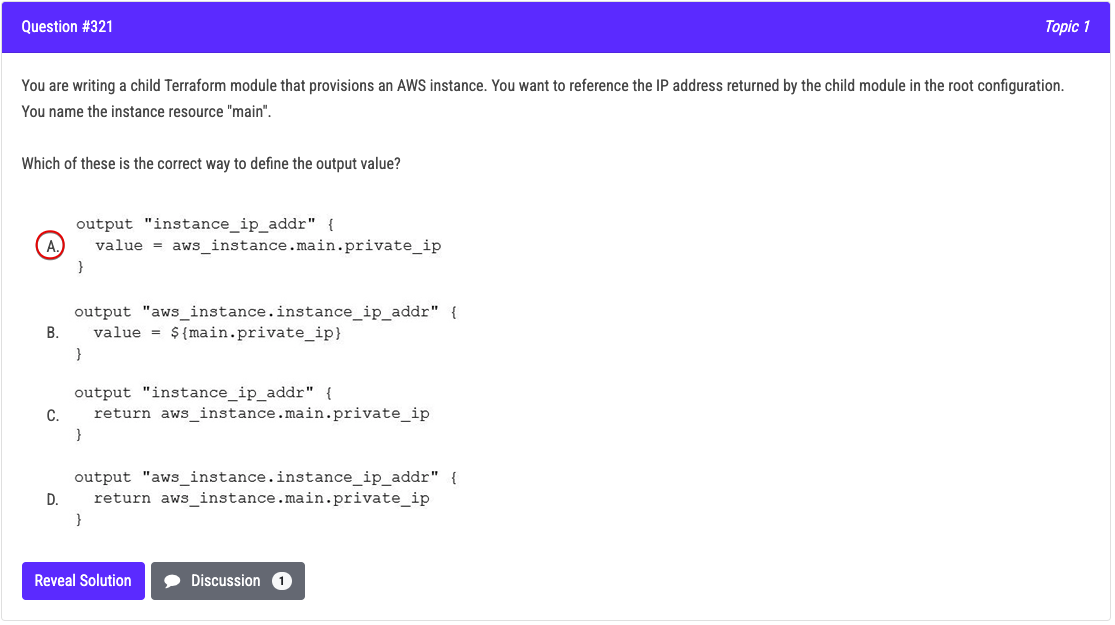 Question #321
Topic 1
You are writing a child Terraform module that provisions an AWS instance. You want to reference the IP address returned by the child module in the root configuration.
You name the instance resource "main".
Which of these is the correct way to define the output value?
A.
output "instance_ip_addr" {
value = aws_instance.main.private_ip
}
B.
output "aws_instance.instance_ip_addr" {
value = ${main.private_ip}
}
C.
output "instance_ip_addr" {
return aws_instance.main.private_ip
}
D.
output "aws_instance.instance_ip_addr" {
return aws_instance.main.private_ip
}
Reveal Solution
Discussion 1